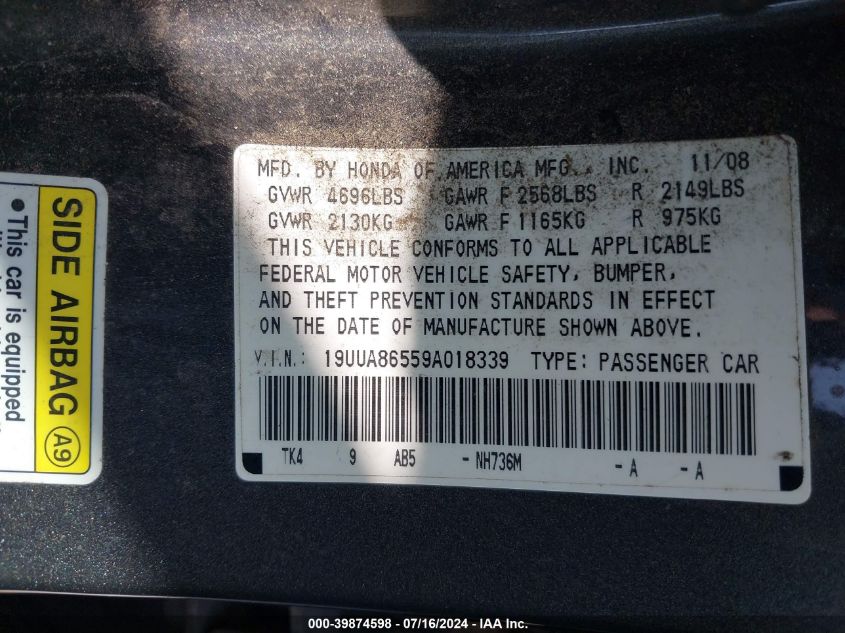 SIDE AIRBAG A9
●This car is equipped
MFD. BY HONDA OF AMERICA MFG., INC. 11/08
GVWR 4696LBS GAWR F 2568LBS R 2149LBS
GVWR 2130KG GAWR F 1165KG R 975KG
THIS VEHICLE CONFORMS TO ALL APPLICABLE
FEDERAL MOTOR VEHICLE SAFETY, BUMPER,
AND THEFT PREVENTION STANDARDS IN EFFECT
ON THE DATE OF MANUFACTURE SHOWN ABOVE.
V.I.N.: 19UUA86559A018339 TYPE: PASSENGER CAR
TK4 9 AB5 - NH736M - A - A
000-39874598 - 07/16/2024 - IAA Inc.